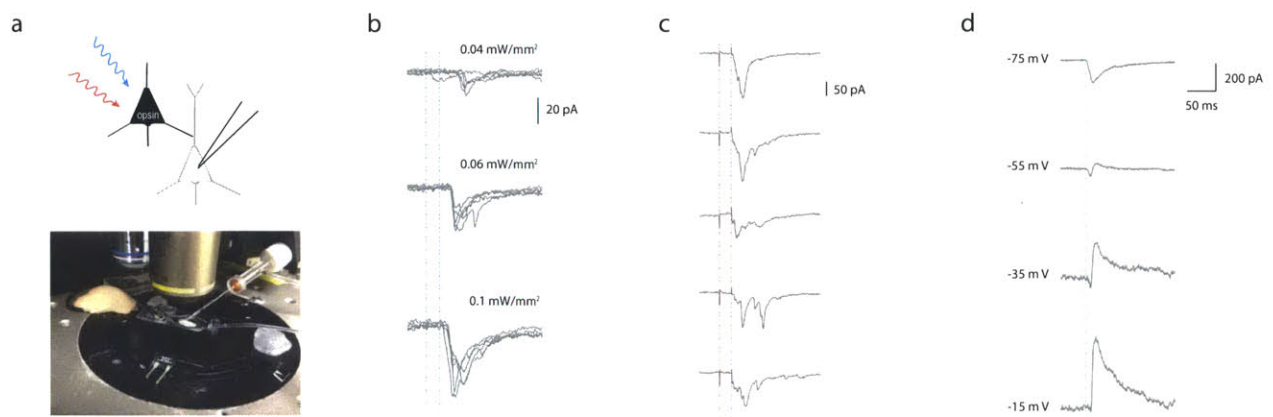 a
opsin
b
0.04 mW/mm²
20 pA
0.06 mW/mm²
0.1 mW/mm²
c
50 pA
d
-75 mV
200 pA
50 ms
-55 mV
-35 mV
-15 mV